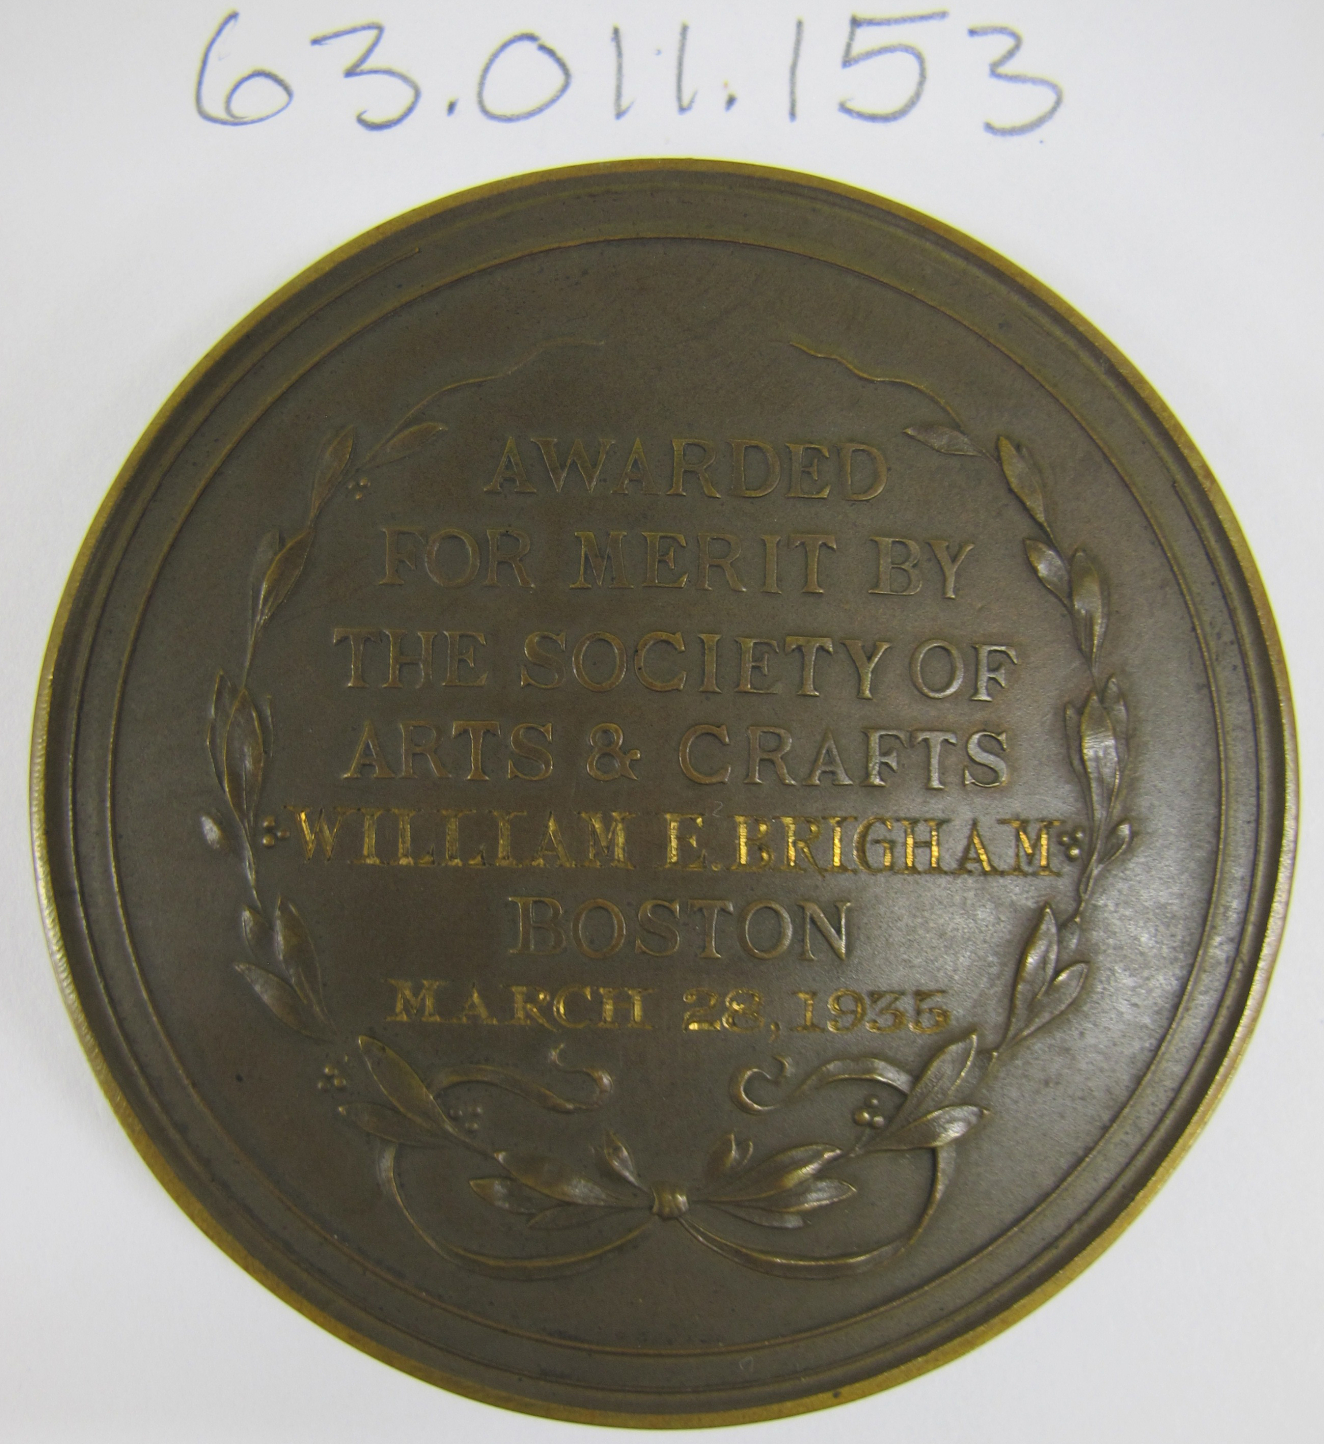 63.011.153
AWARDED
FOR MERIT BY
THE SOCIETY OF
ARTS & CRAFTS
WILLIAM E. BRIGHAM
BOSTON
MARCH 28, 1935